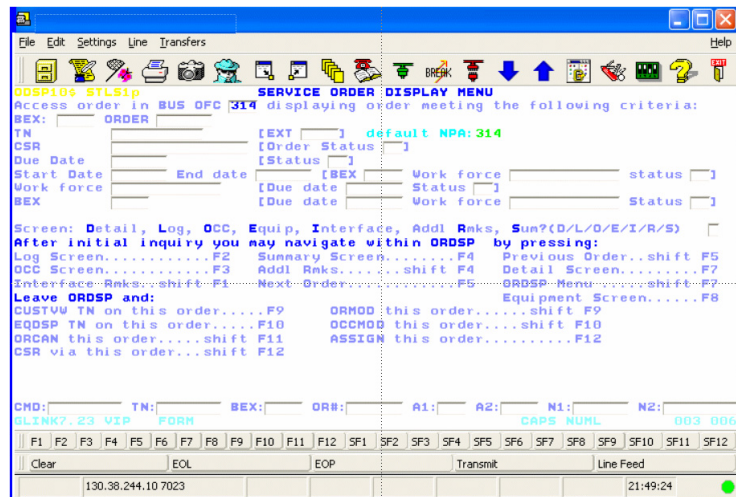 File Edit Settings Line Transfers Help
BREAK EXIT
ODSP10$ STLS1p SERVICE ORDER DISPLAY MENU
Access order in BUS OFC 314 displaying order meeting the following criteria:
BEX: ORDER
TN [EXT ] default NPA: 314
CSR [Order Status ]
Due Date [Status ]
Start Date End date [BEX Work force status ]
Work force [Due date Status ]
BEX [Due date Work force Status ]
Screen: Detail, Log, OCC, Equip, Interface, Addl Rmks, Sum?(D/L/O/E/I/R/S)
After initial inquiry you may navigate within ORDSP by pressing:
Log Screen............F2 Summary Screen........F4 Previous Order..shift F5
OCC Screen............F3 Addl Rmks.......shift F4 Detail Screen.........F7
Interface Rmks..shift F1 Next Order............F5 ORDSP Menu .....shift F7
Leave ORDSP and: Equipment Screen......F8
CUSTVW TN on this order.....F9 ORMOD this order......shift F9
EQDSP TN on this order......F10 OCCMOD this order.....shift F10
ORCAN this order.....shift F11 ASSIGN this order..........F12
CSR via this order...shift F12
CMD: TN: BEX: OR#: A1: A2: N1: N2:
GLINK7.23 VIP FORM CAPS NUML 003 006
F1 F2 F3 F4 F5 F6 F7 F8 F9 F10 F11 F12 SF1 SF2 SF3 SF4 SF5 SF6 SF7 SF8 SF9 SF10 SF11 SF12
Clear EOL EOP Transmit Line Feed
130.38.244.10 7023 21:49:24